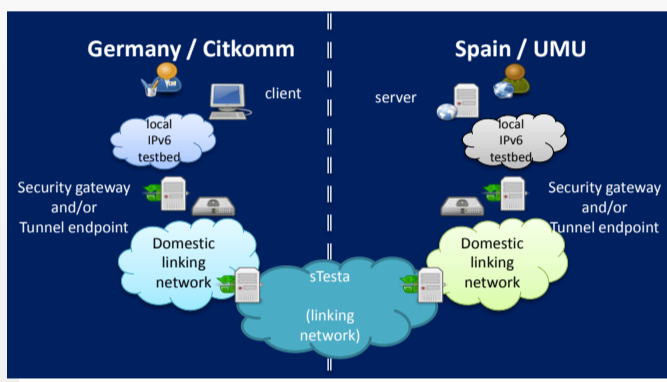 Germany / Citkomm
Spain / UMU
client
server
local
IPv6
testbed
local
IPv6
testbed
Security gateway
and/or
Tunnel endpoint
Security gateway
and/or
Tunnel endpoint
Domestic
linking
network
Domestic
linking
network
sTesta
(linking
network)